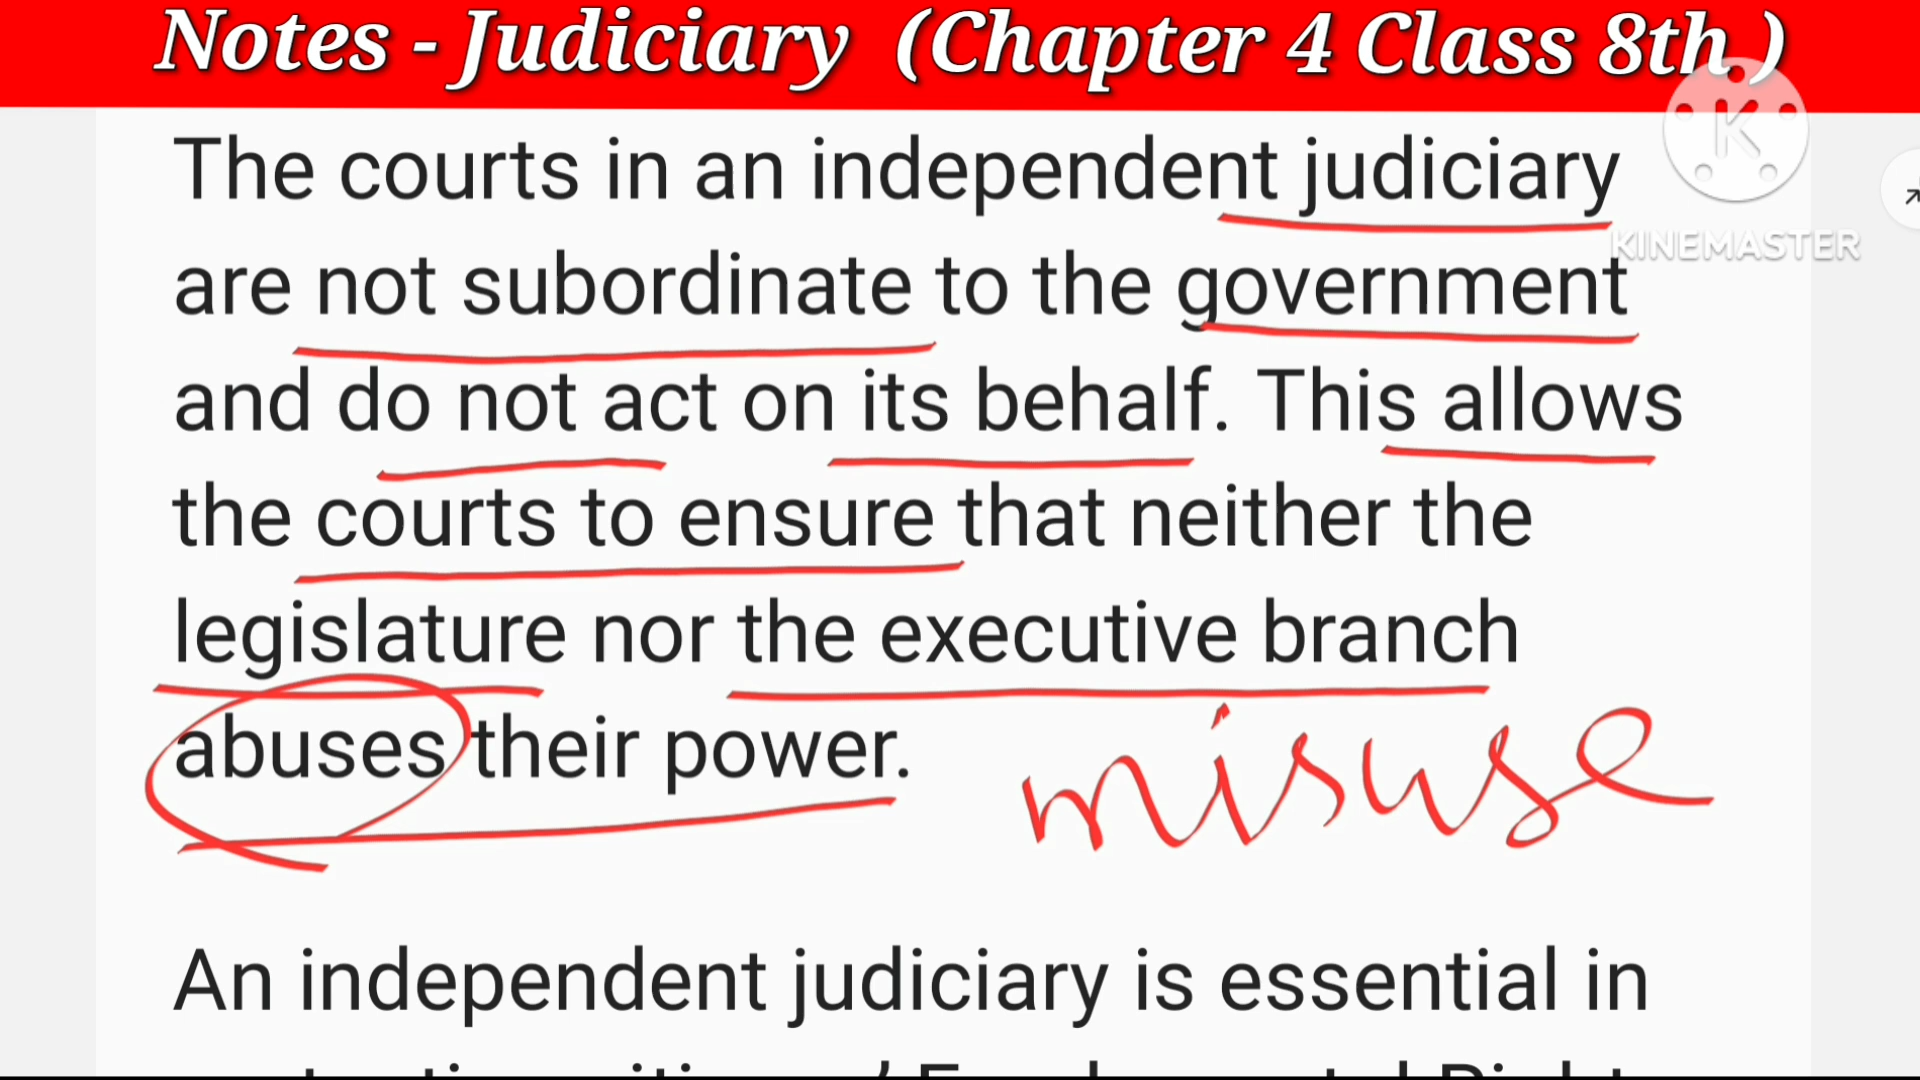 Notes - Judiciary (Chapter 4 Class 8th )
K
KINEMASTER
The courts in an independent judiciary
are not subordinate to the government
and do not act on its behalf. This allows
the courts to ensure that neither the
legislature nor the executive branch
abuses their power.
misuse
An independent judiciary is essential in